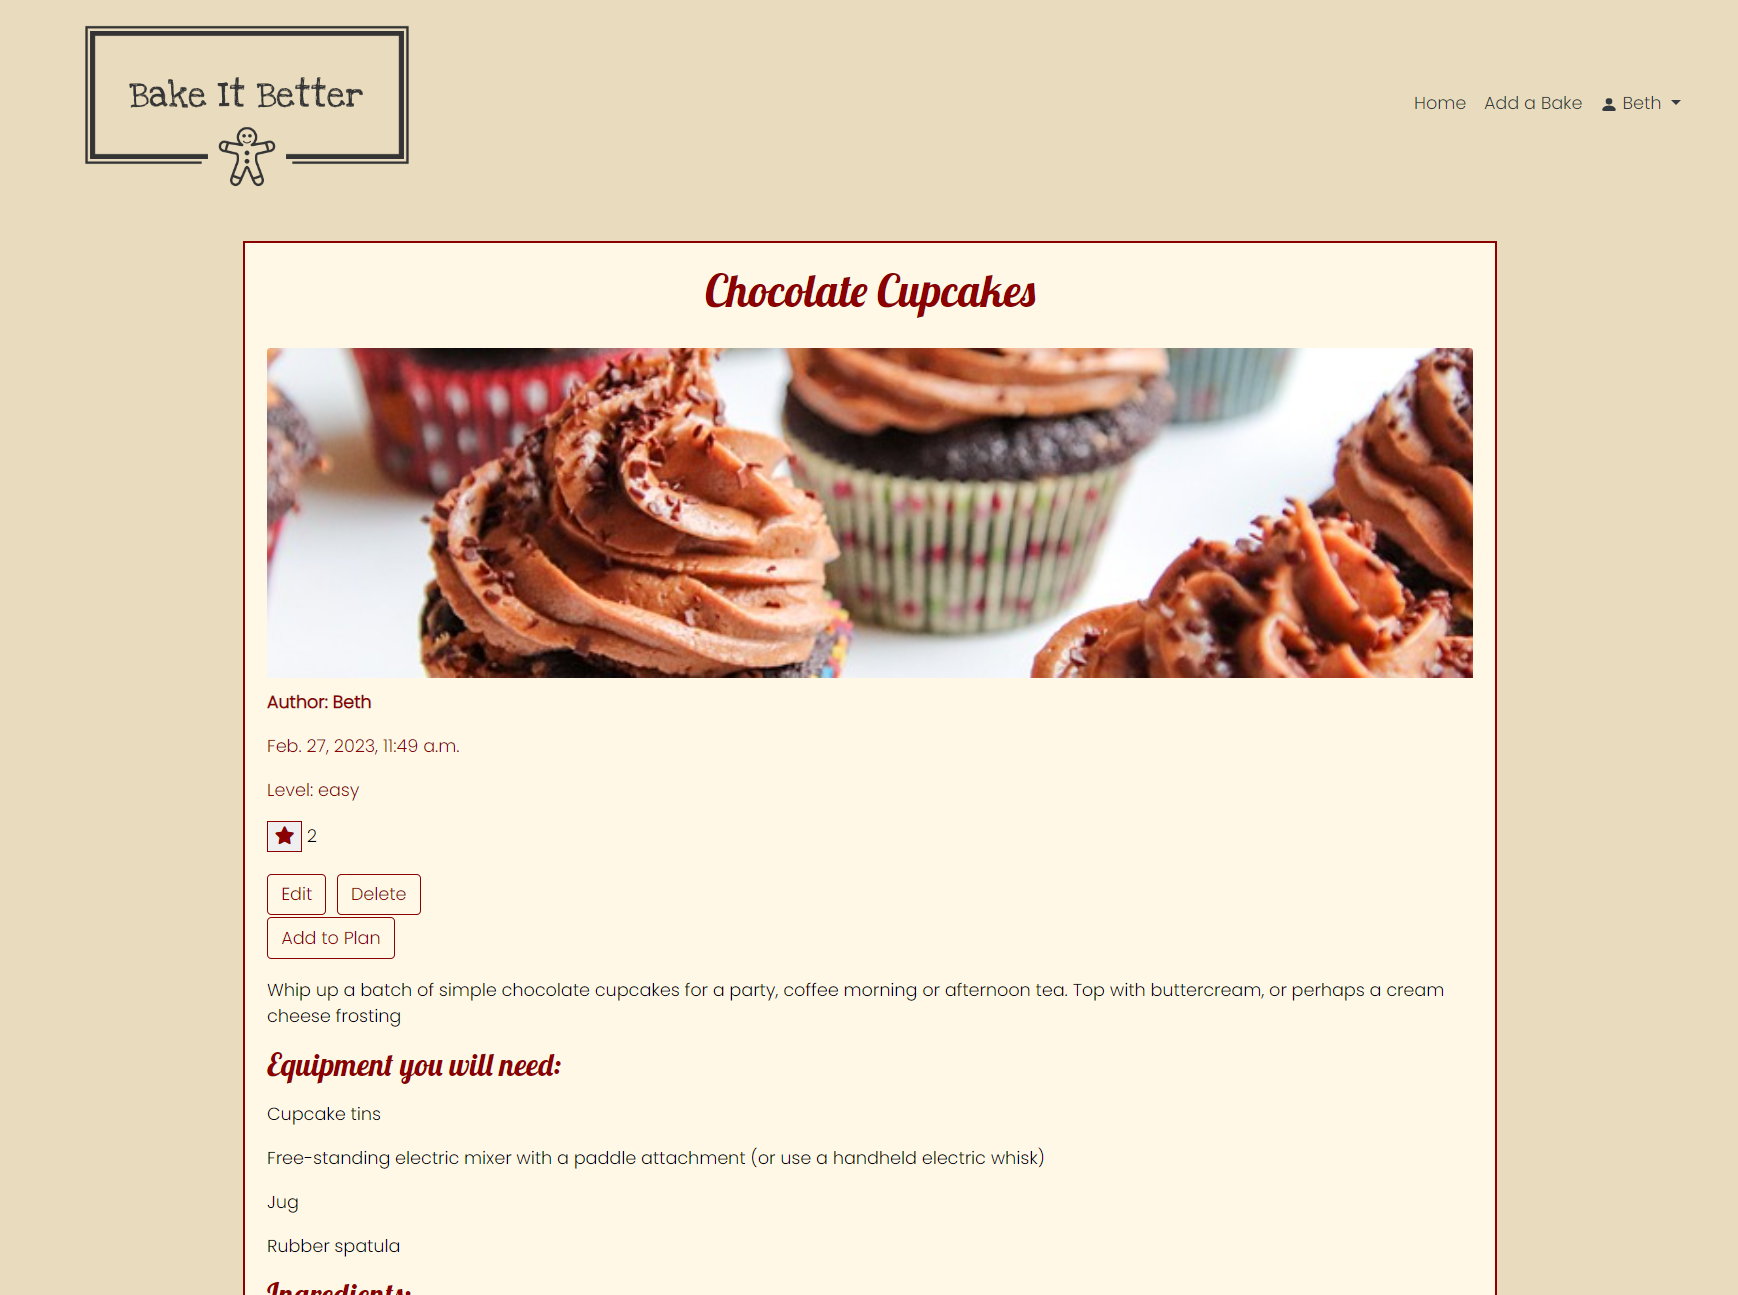 Bake It Better
Home Add a Bake Beth
Chocolate Cupcakes
Author: Beth
Feb. 27, 2023, 11:49 a.m.
Level: easy
2
Edit Delete
Add to Plan
Whip up a batch of simple chocolate cupcakes for a party, coffee morning or afternoon tea. Top with buttercream, or perhaps a cream
cheese frosting
Equipment you will need:
Cupcake tins
Free-standing electric mixer with a paddle attachment (or use a handheld electric whisk)
Jug
Rubber spatula
Ingredients: